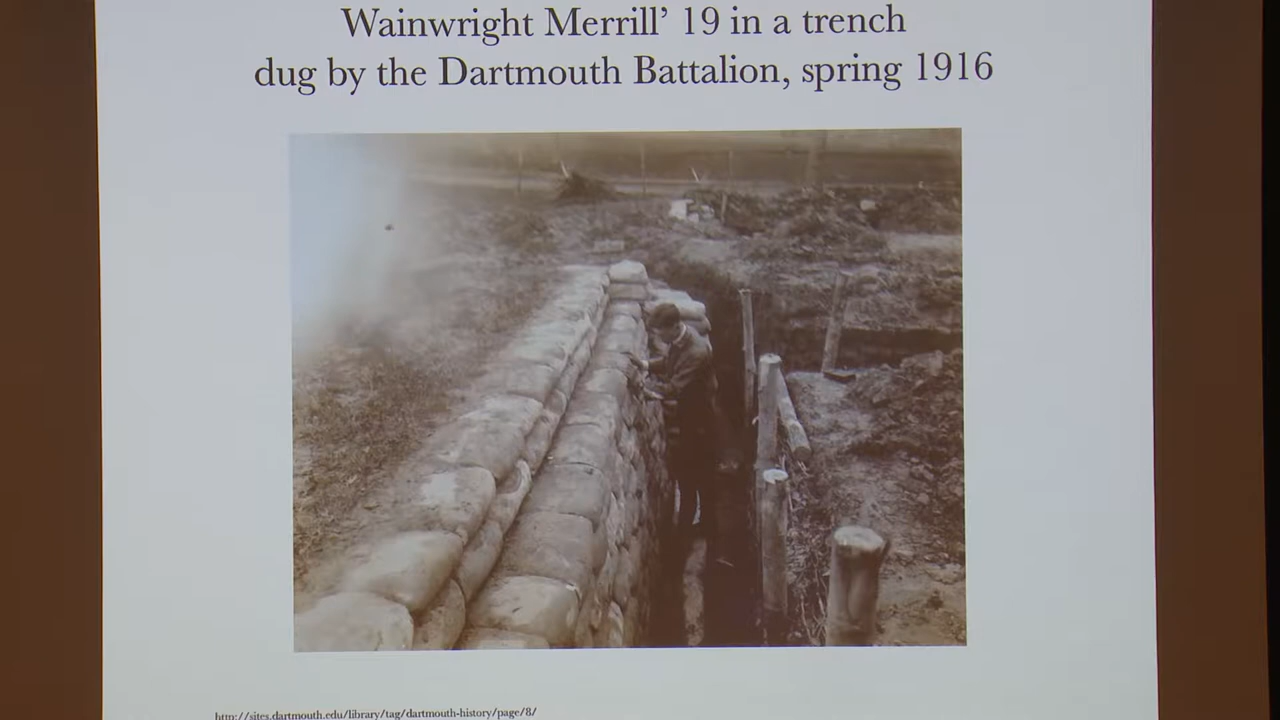 Wainwright Merrill’ 19 in a trench
dug by the Dartmouth Battalion, spring 1916
http://sites.dartmouth.edu/library/tag/dartmouth-history/page/8/